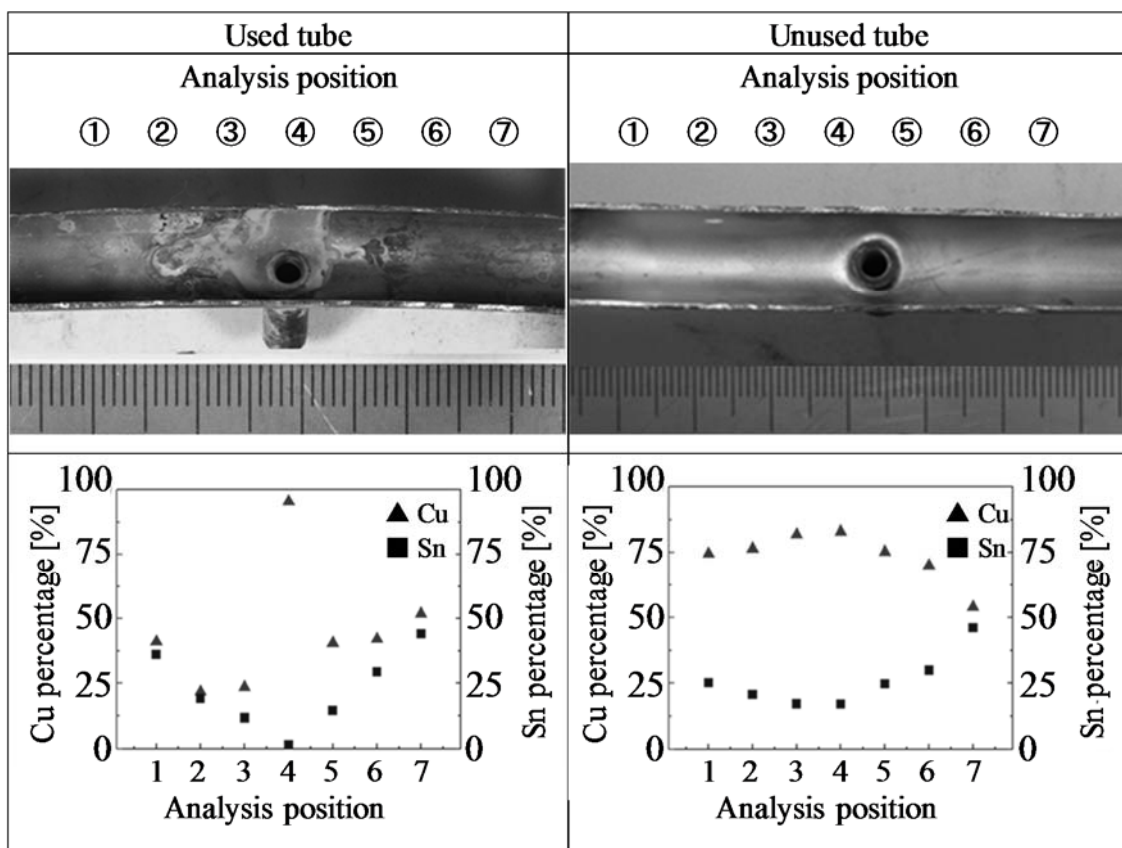 Used tube
Unused tube
Analysis position
Analysis position
① ② ③ ④ ⑤ ⑥ ⑦
① ② ③ ④ ⑤ ⑥ ⑦
100
75
50
25
0
Cu percentage [%]
Cu
Sn
100
75
50
25
0
Sn percentage [%]
1 2 3 4 5 6 7
Analysis position
100
75
50
25
0
Cu percentage [%]
Cu
Sn
100
75
50
25
0
Sn percentage [%]
1 2 3 4 5 6 7
Analysis position